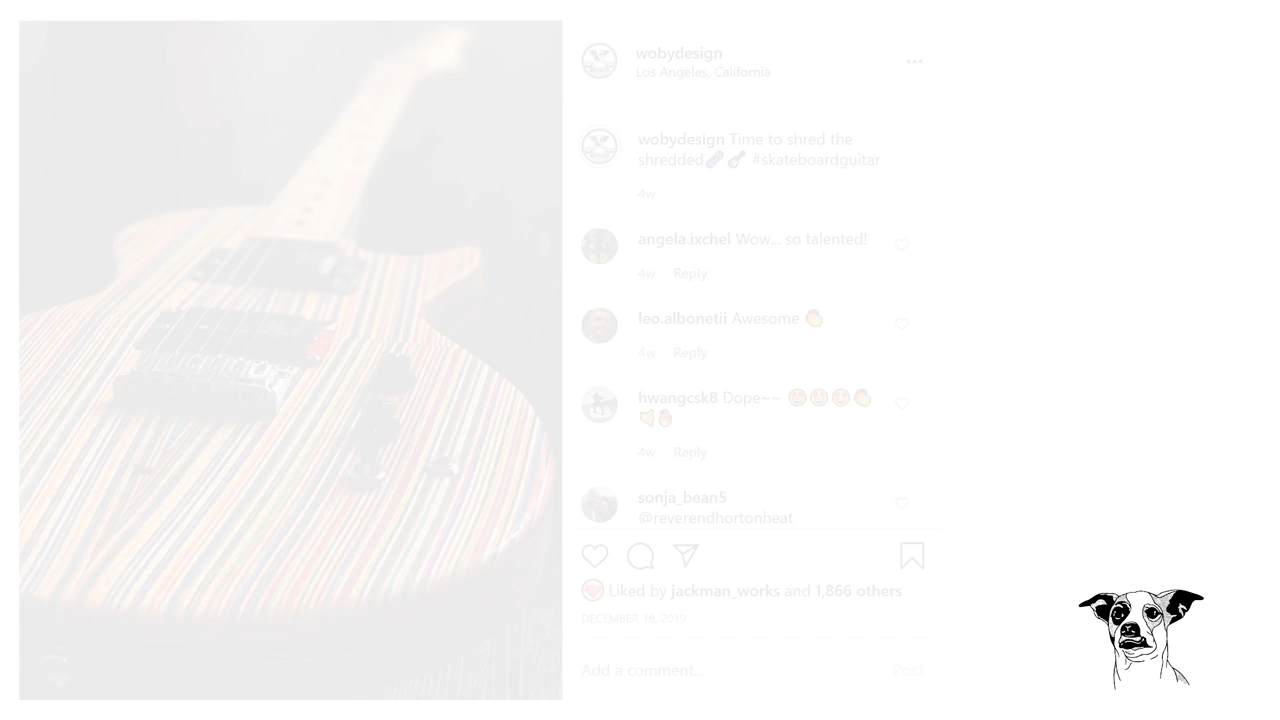 wobydesign
Los Angeles, California
wobydesign Time to shred the
shredded #skateboardguitar
4w
angela.ixchel Wow... so talented!
4w Reply
leo.albonetii Awesome
4w Reply
hwangcsk8 Dope~~
4w Reply
sonja_bean5
@reverendhortonheat
Liked by jackman_works and 1,866 others
DECEMBER 18, 2019
Add a comment... Post